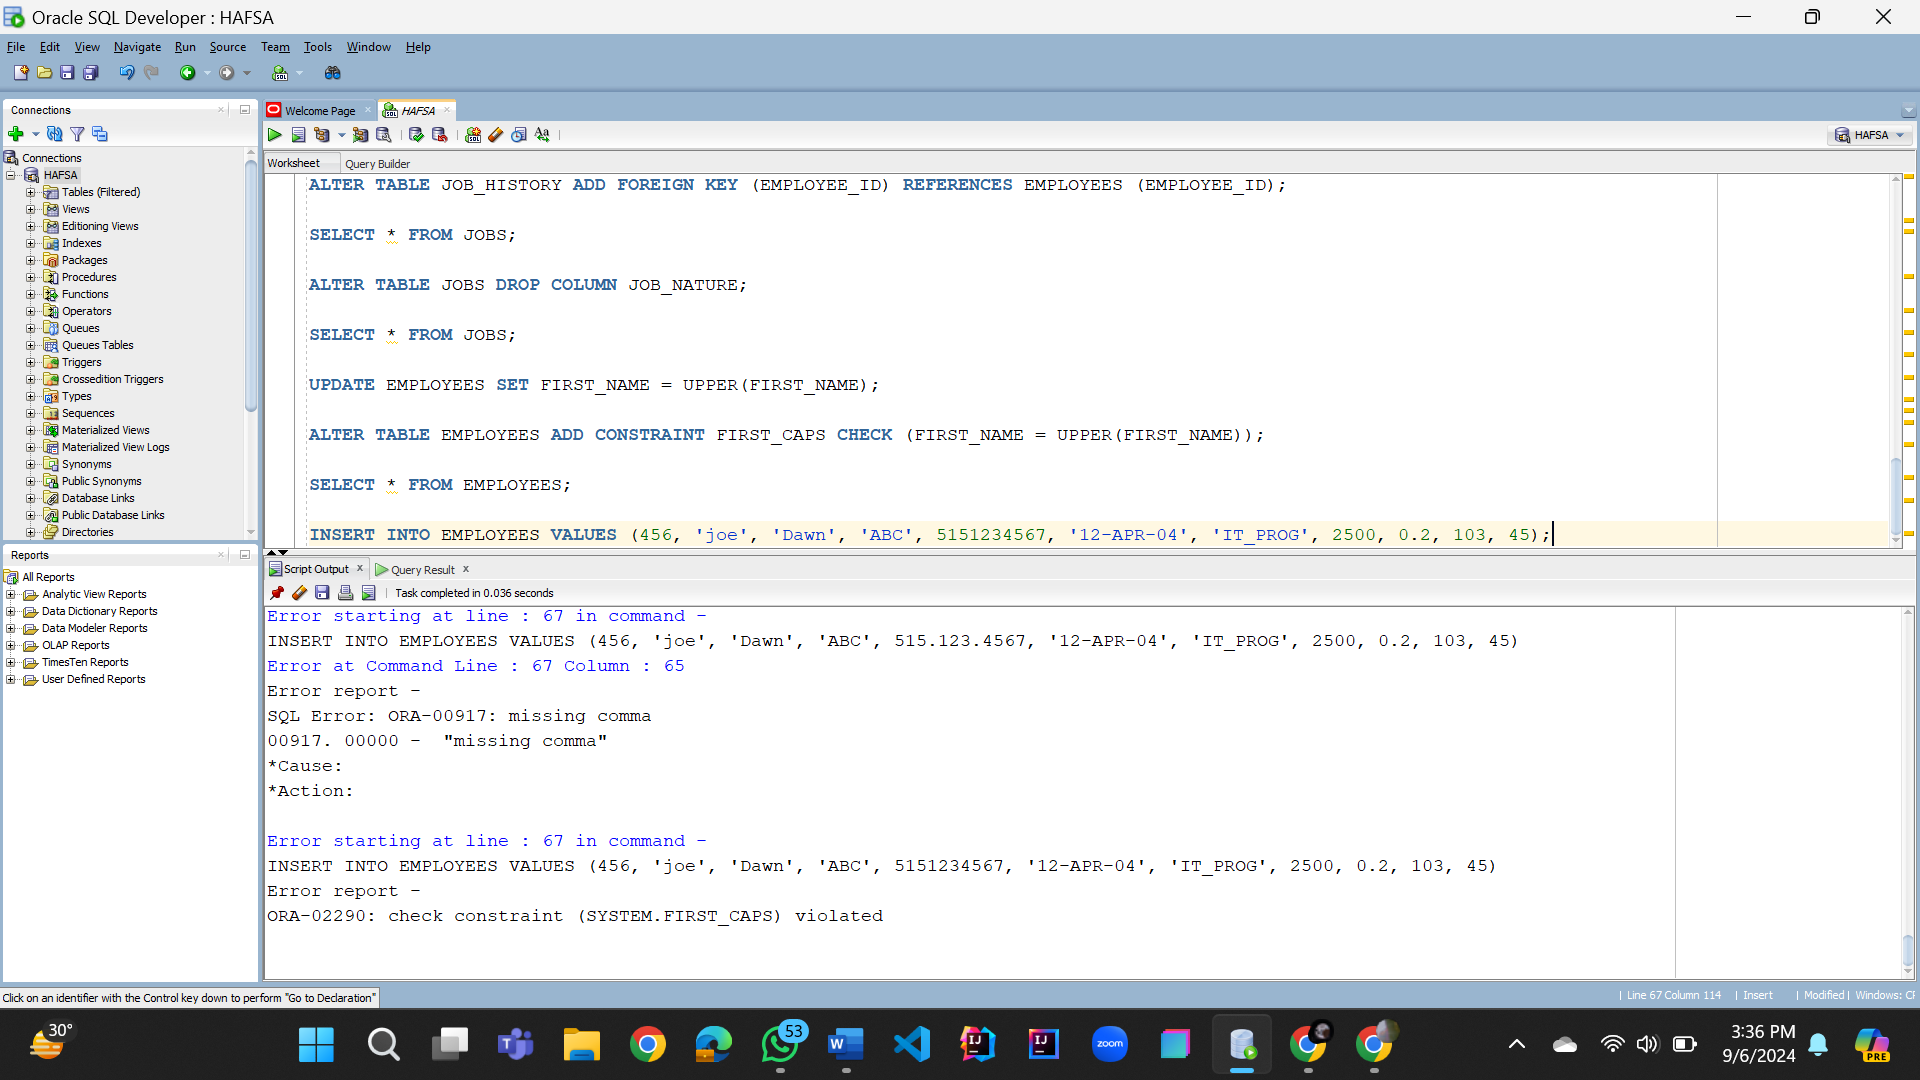 Oracle SQL Developer : HAFSA
File Edit View Navigate Run Source Team Tools Window Help
Connections
Connections
HAFSA
Tables (Filtered)
Views
Editioning Views
Indexes
Packages
Procedures
Functions
Operators
Queues
Queues Tables
Triggers
Crossedition Triggers
Types
Sequences
Materialized Views
Materialized View Logs
Synonyms
Public Synonyms
Database Links
Public Database Links
Directories
Reports
All Reports
Analytic View Reports
Data Dictionary Reports
Data Modeler Reports
OLAP Reports
TimesTen Reports
User Defined Reports
Welcome Page
HAFSA
HAFSA
Worksheet Query Builder
ALTER TABLE JOB_HISTORY ADD FOREIGN KEY (EMPLOYEE_ID) REFERENCES EMPLOYEES (EMPLOYEE_ID);
SELECT * FROM JOBS;
ALTER TABLE JOBS DROP COLUMN JOB_NATURE;
SELECT * FROM JOBS;
UPDATE EMPLOYEES SET FIRST_NAME = UPPER(FIRST_NAME);
ALTER TABLE EMPLOYEES ADD CONSTRAINT FIRST_CAPS CHECK (FIRST_NAME = UPPER(FIRST_NAME));
SELECT * FROM EMPLOYEES;
INSERT INTO EMPLOYEES VALUES (456, 'joe', 'Dawn', 'ABC', 5151234567, '12-APR-04', 'IT_PROG', 2500, 0.2, 103, 45);
Script Output x Query Result x
Task completed in 0.036 seconds
Error starting at line : 67 in command -
INSERT INTO EMPLOYEES VALUES (456, 'joe', 'Dawn', 'ABC', 515.123.4567, '12-APR-04', 'IT_PROG', 2500, 0.2, 103, 45)
Error at Command Line : 67 Column : 65
Error report -
SQL Error: ORA-00917: missing comma
00917. 00000 - "missing comma"
*Cause:
*Action:
Error starting at line : 67 in command -
INSERT INTO EMPLOYEES VALUES (456, 'joe', 'Dawn', 'ABC', 5151234567, '12-APR-04', 'IT_PROG', 2500, 0.2, 103, 45)
Error report -
ORA-02290: check constraint (SYSTEM.FIRST_CAPS) violated
Click on an identifier with the Control key down to perform "Go to Declaration"
Line 67 Column 114 | Insert | Modified | Windows: CF
30°
53
zoom
3:36 PM
9/6/2024
PRE